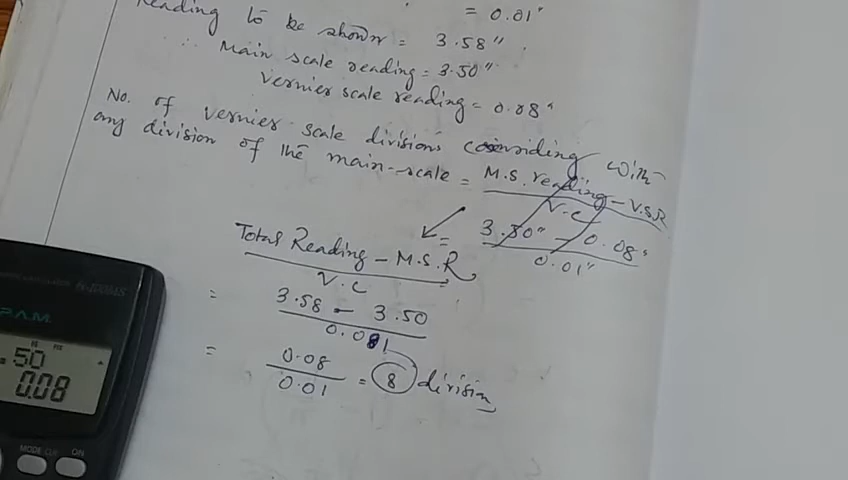 = 0.01"
Reading to be shown = 3.58"
∴ Main scale reading = 3.50"
Vernier scale reading = 0.08"
No. of vernier scale divisions coinsiding with
any division of the main-scale = M.S. reading - V.S.R
V.C
= 3.50" - 0.08"
0.01"
Total Reading - M.S.R
V.C
= 3.58 - 3.50
0.01
= 0.08
0.01 = 8 division
P.A.M.
.50
0.08
MODE CLR ON